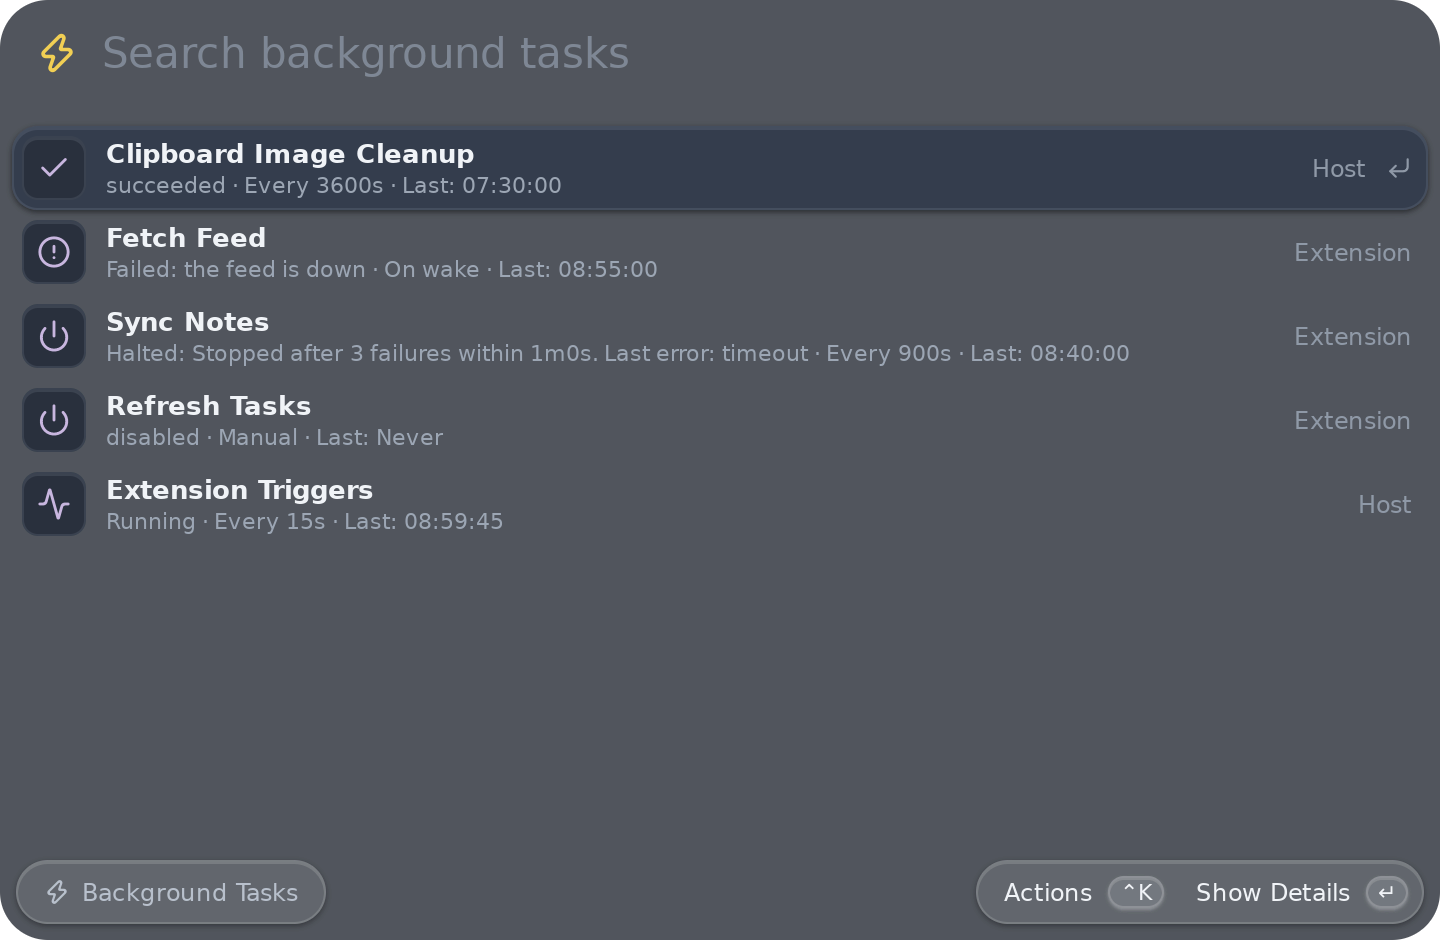 Search background tasks
Clipboard Image Cleanup
succeeded · Every 3600s · Last: 07:30:00
Host
Fetch Feed
Failed: the feed is down · On wake · Last: 08:55:00
Extension
Sync Notes
Halted: Stopped after 3 failures within 1m0s. Last error: timeout · Every 900s · Last: 08:40:00
Extension
Refresh Tasks
disabled · Manual · Last: Never
Extension
Extension Triggers
Running · Every 15s · Last: 08:59:45
Host
Background Tasks
Actions ^K Show Details ↵